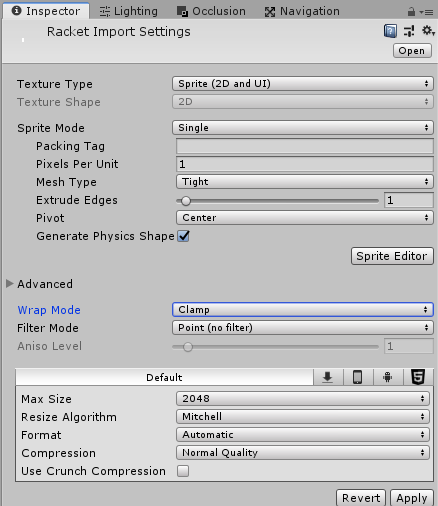 Inspector Lighting Occlusion Navigation
Racket Import Settings
Open
Texture Type Sprite (2D and UI)
Texture Shape 2D
Sprite Mode Single
Packing Tag
Pixels Per Unit 1
Mesh Type Tight
Extrude Edges 1
Pivot Center
Generate Physics Shape
Sprite Editor
Advanced
Wrap Mode Clamp
Filter Mode Point (no filter)
Aniso Level 1
Default
Max Size 2048
Resize Algorithm Mitchell
Format Automatic
Compression Normal Quality
Use Crunch Compression
Revert Apply